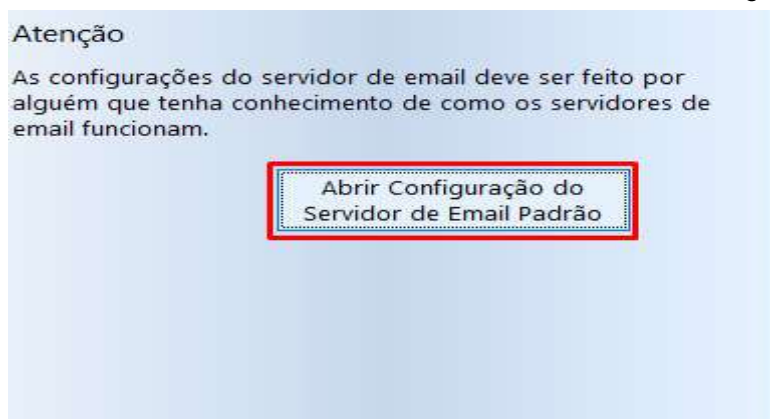 Atenção
As configurações do servidor de email deve ser feito por
alguém que tenha conhecimento de como os servidores de
email funcionam.
Abrir Configuração do
Servidor de Email Padrão